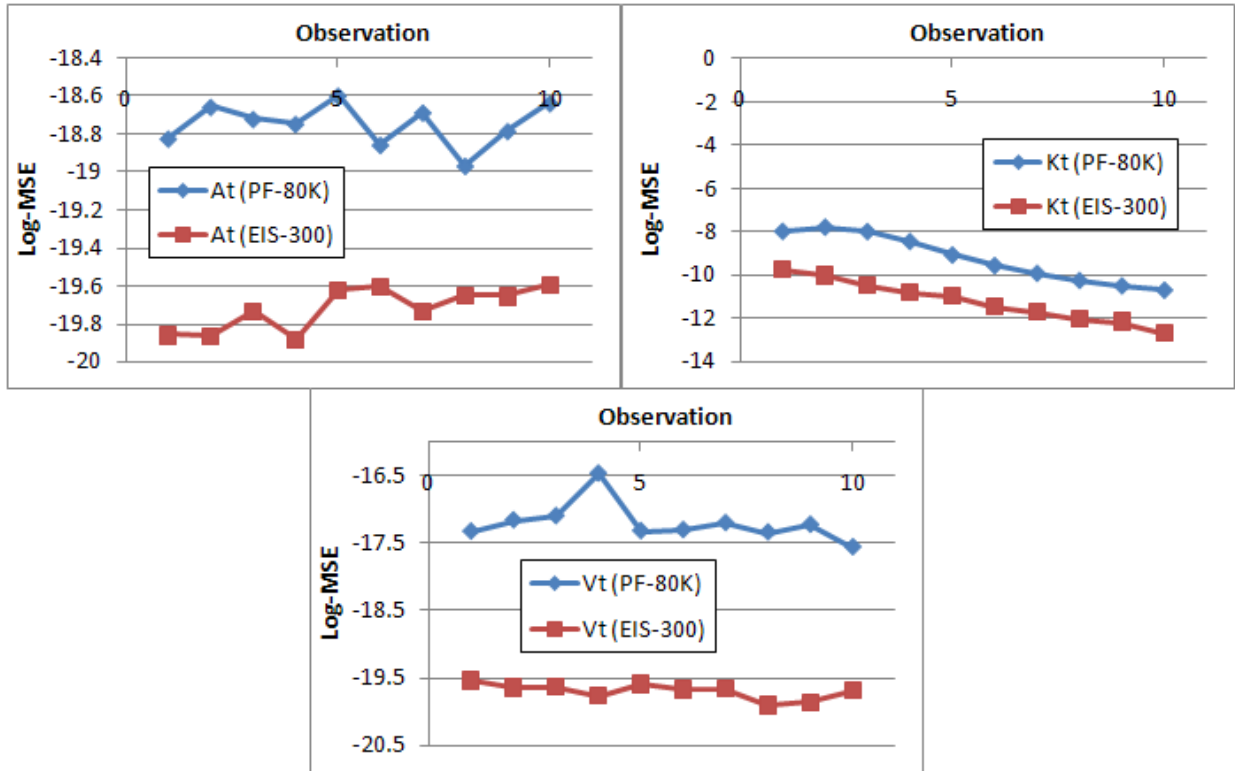 Observation
-18.4
0 5 10
-18.6
-18.8
-19
-19.2
-19.4
-19.6
-19.8
-20
Log-MSE
At (PF-80K)
At (EIS-300)
Observation
0
0 5 10
-2
-4
-6
-8
-10
-12
-14
Log-MSE
Kt (PF-80K)
Kt (EIS-300)
Observation
0 5 10
-16.5
-17.5
-18.5
-19.5
-20.5
Log-MSE
Vt (PF-80K)
Vt (EIS-300)